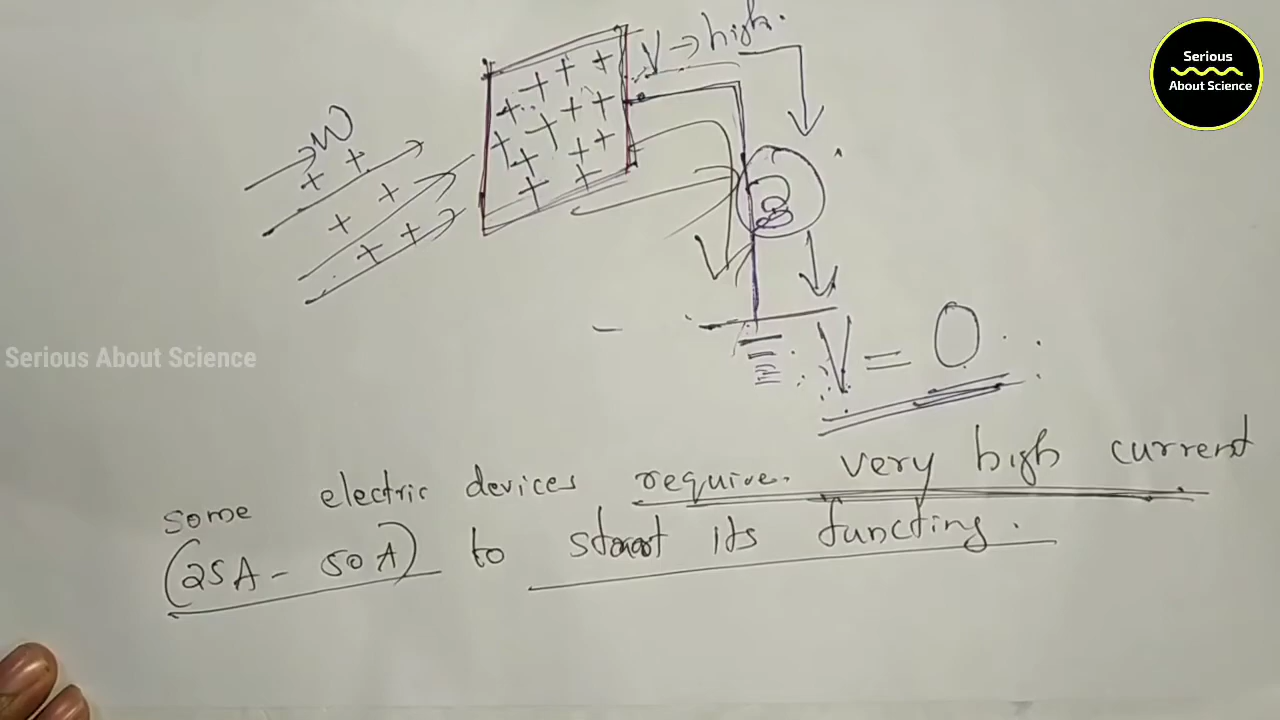 Serious
About Science
V → high.
W
V = 0
Serious About Science
some electric devices require. very high current
(25A - 50A) to start its functing.